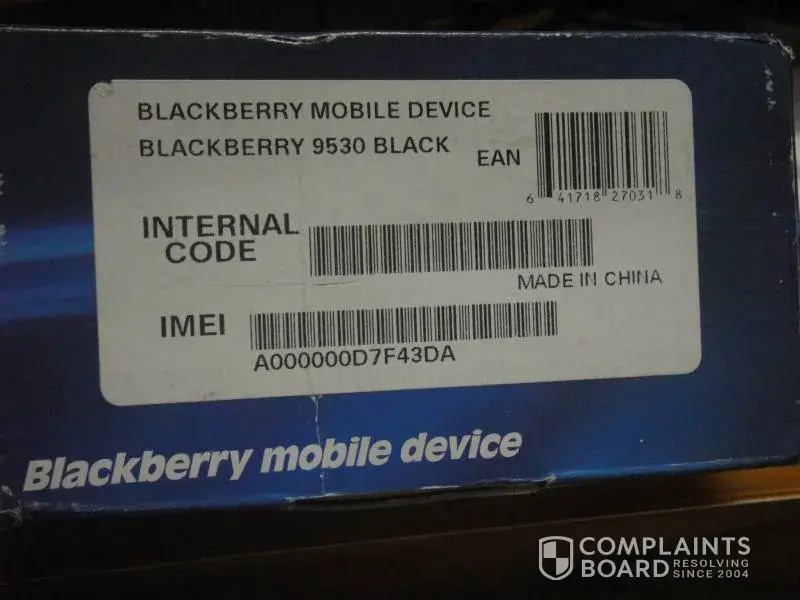 BLACKBERRY MOBILE DEVICE
BLACKBERRY 9530 BLACK
EAN
6 41718 27031 8
INTERNAL
CODE
MADE IN CHINA
IMEI
A000000D7F43DA
Blackberry mobile device
COMPLAINTS
BOARD RESOLVING
SINCE 2004